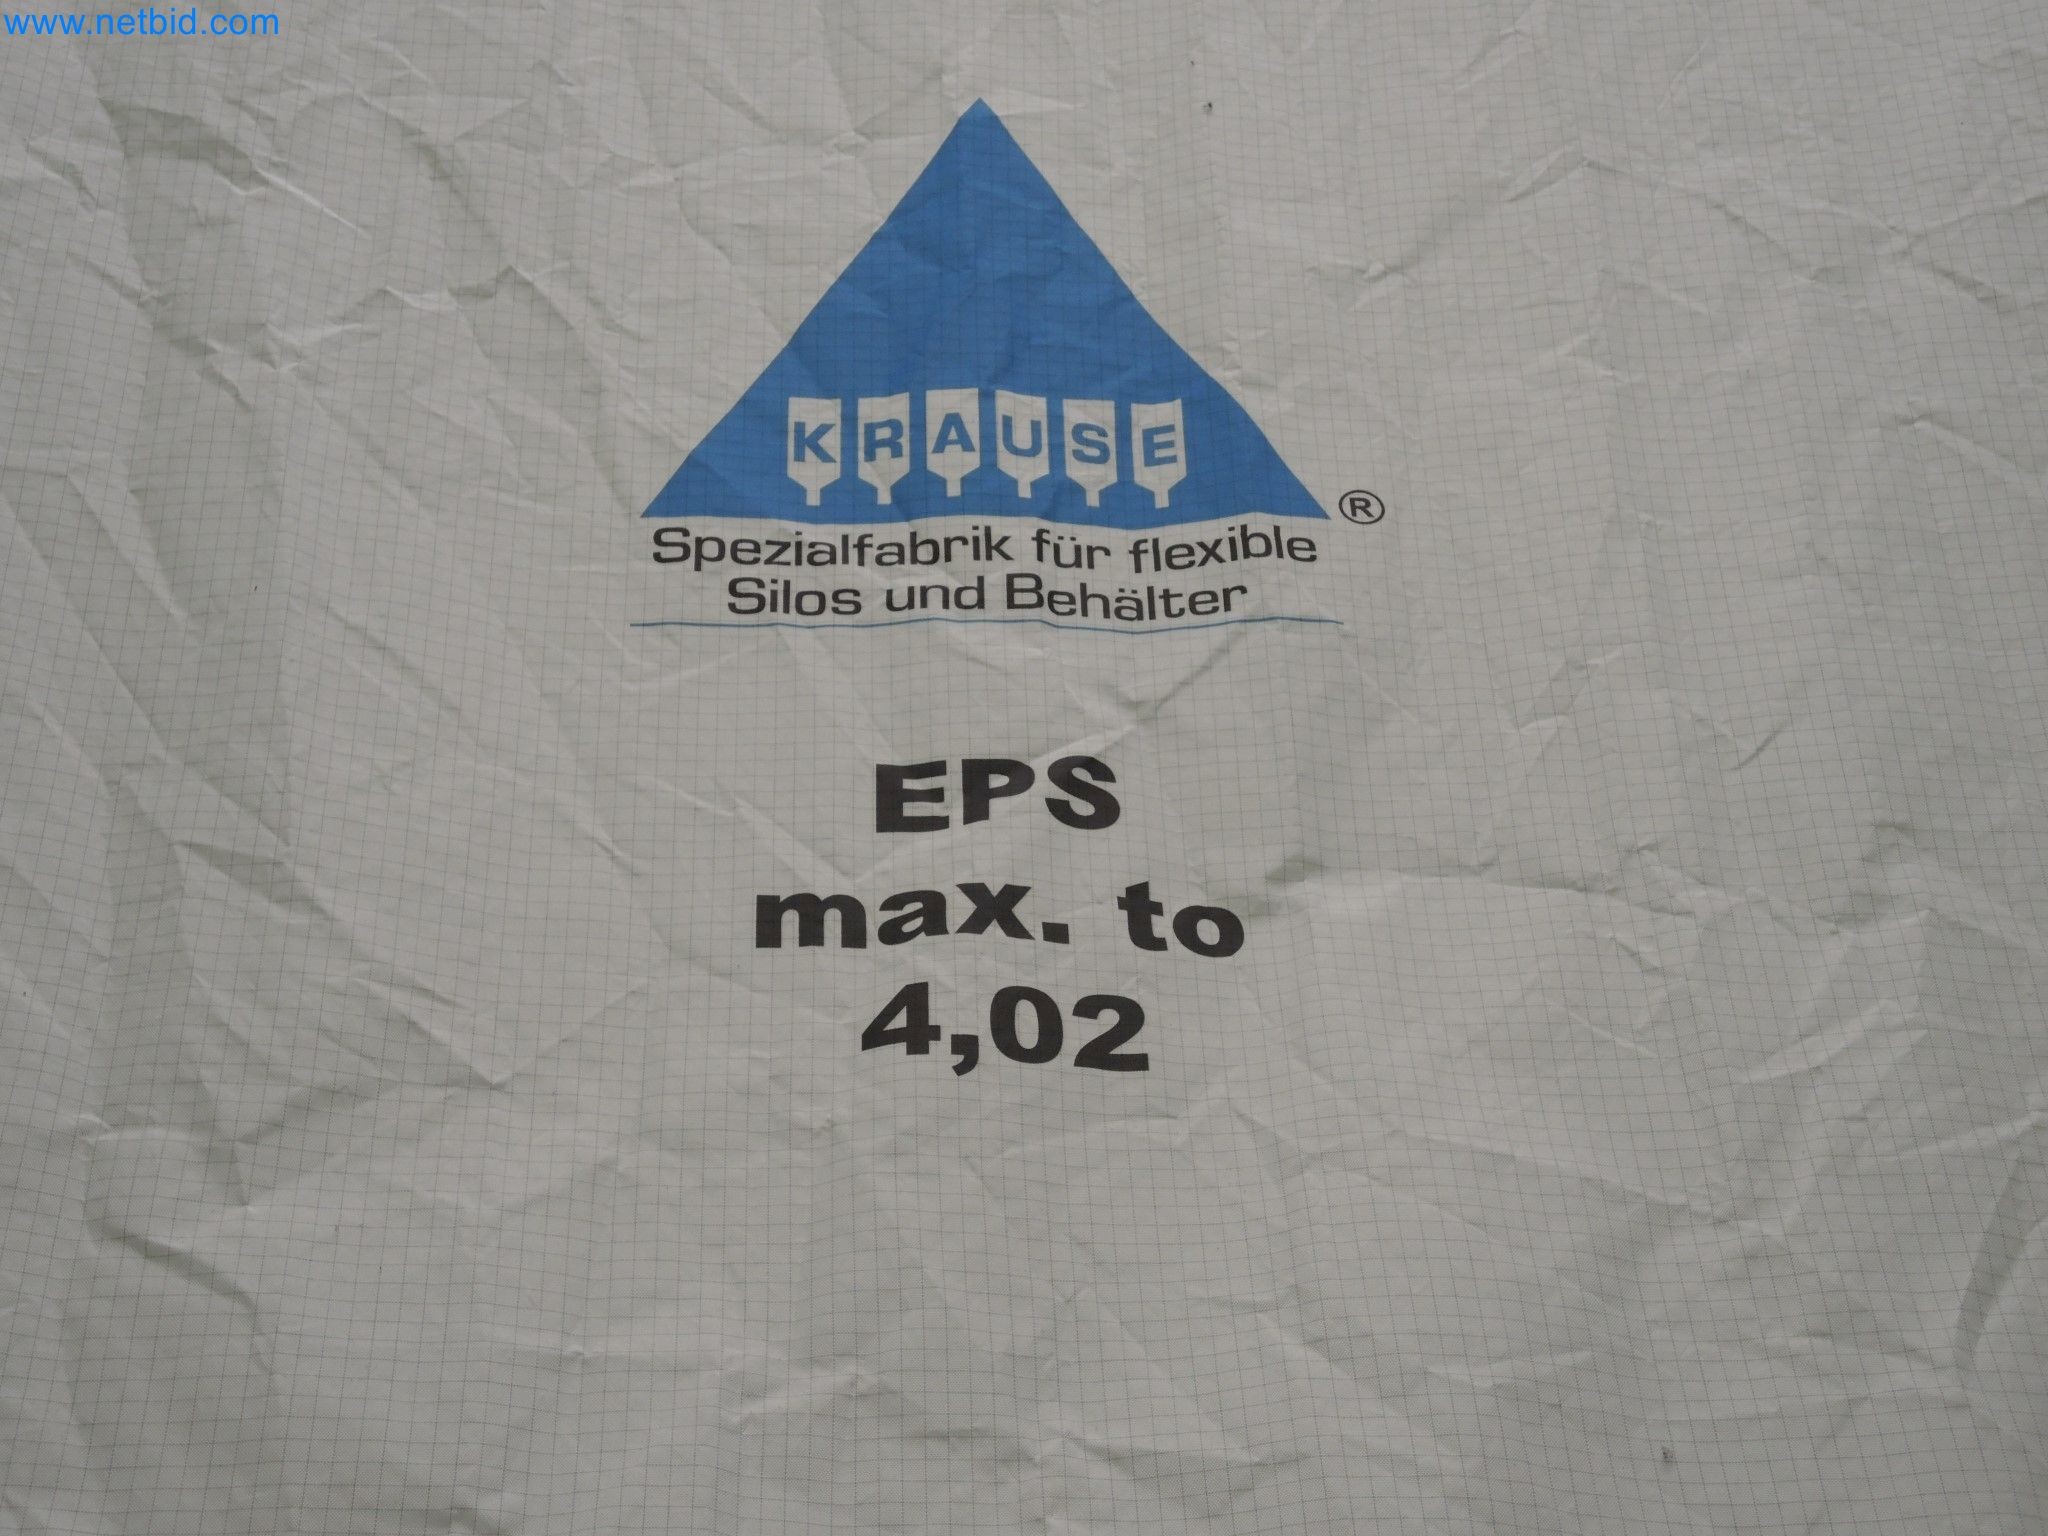 www.netbid.com
KRAUSE
®
Spezialfabrik für flexible
Silos und Behälter
EPS
max. to
4,02